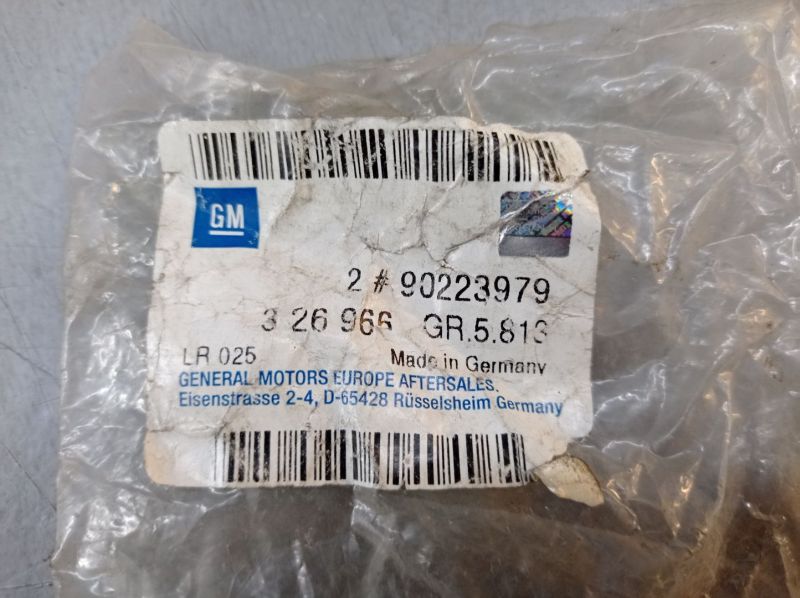 GM
2 # 90223979
3 26 966 GR.5.813
LR 025 Made in Germany
GENERAL MOTORS EUROPE AFTERSALES.
Eisenstrasse 2-4, D-65428 Rüsselsheim Germany